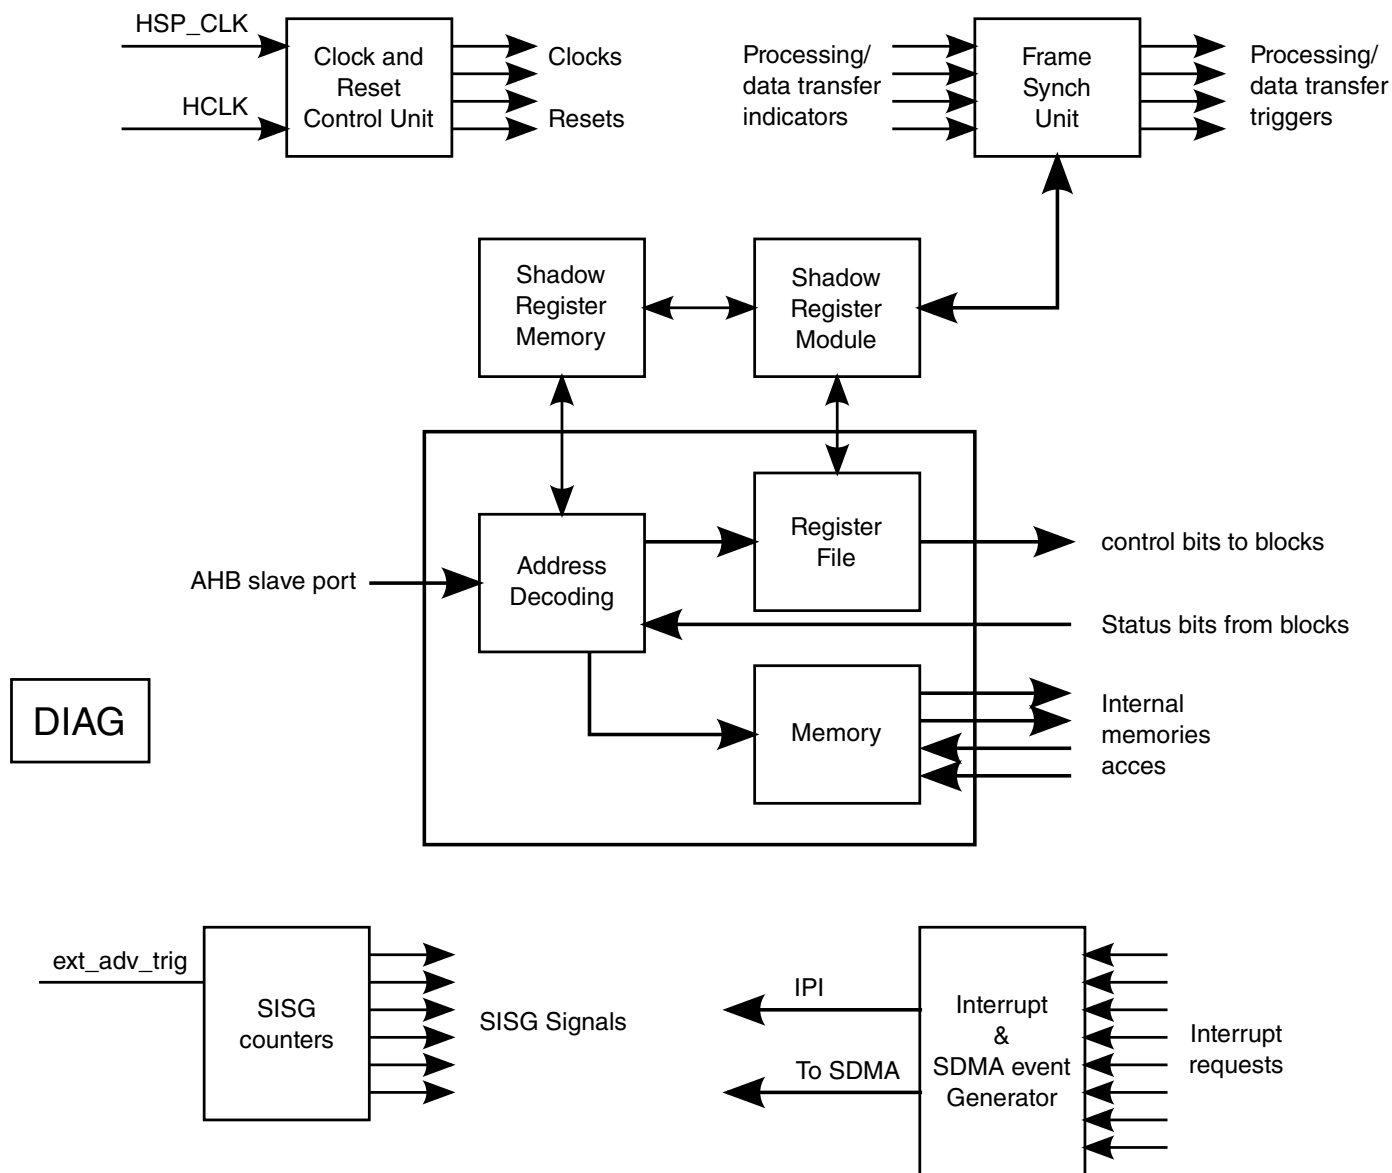 HSP_CLK
HCLK
Clock and
Reset
Control Unit
Clocks
Resets
Processing/
data transfer
indicators
Frame
Synch
Unit
Processing/
data transfer
triggers
Shadow
Register
Memory
Shadow
Register
Module
AHB slave port
Address
Decoding
Register
File
control bits to blocks
Status bits from blocks
DIAG
Memory
Internal
memories
acces
ext_adv_trig
SISG
counters
SISG Signals
IPI
To SDMA
Interrupt
&
SDMA event
Generator
Interrupt
requests